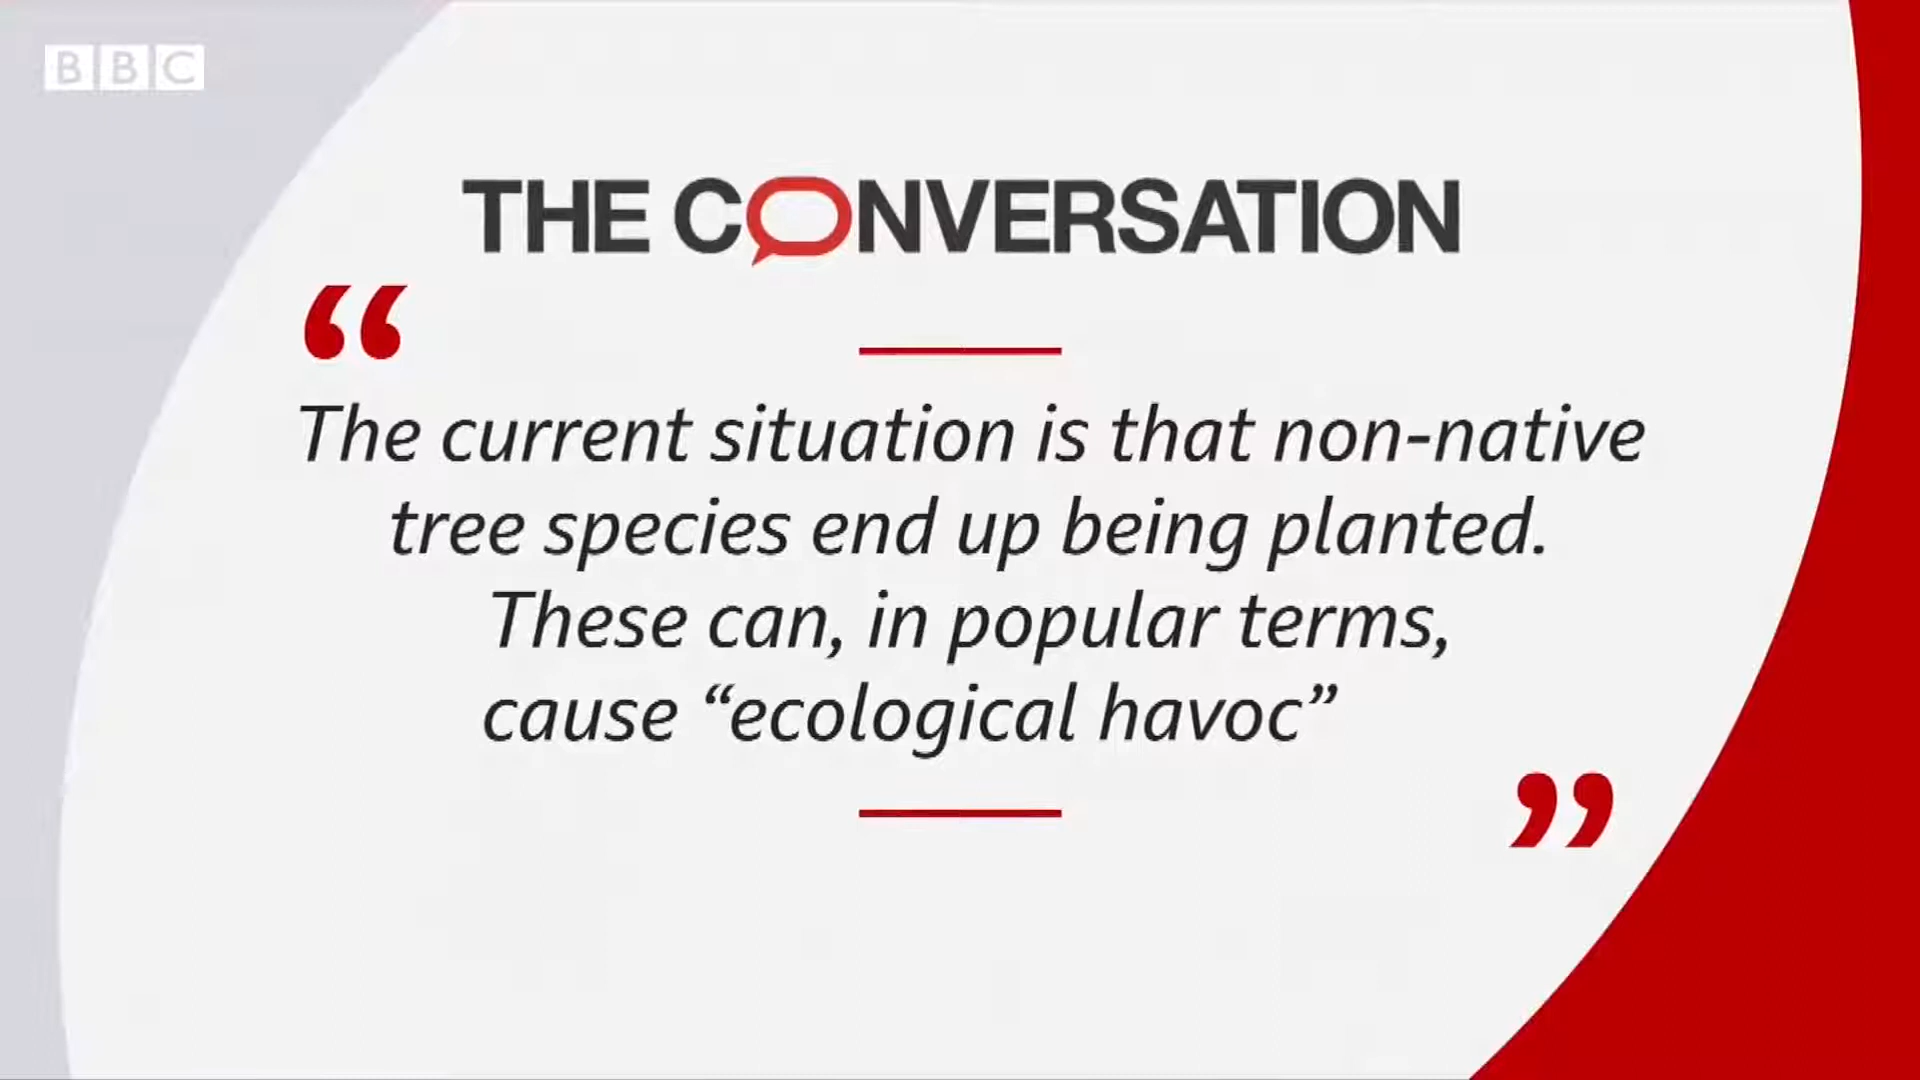 BBC
THE CONVERSATION
“
The current situation is that non-native
tree species end up being planted.
These can, in popular terms,
cause “ecological havoc”
”